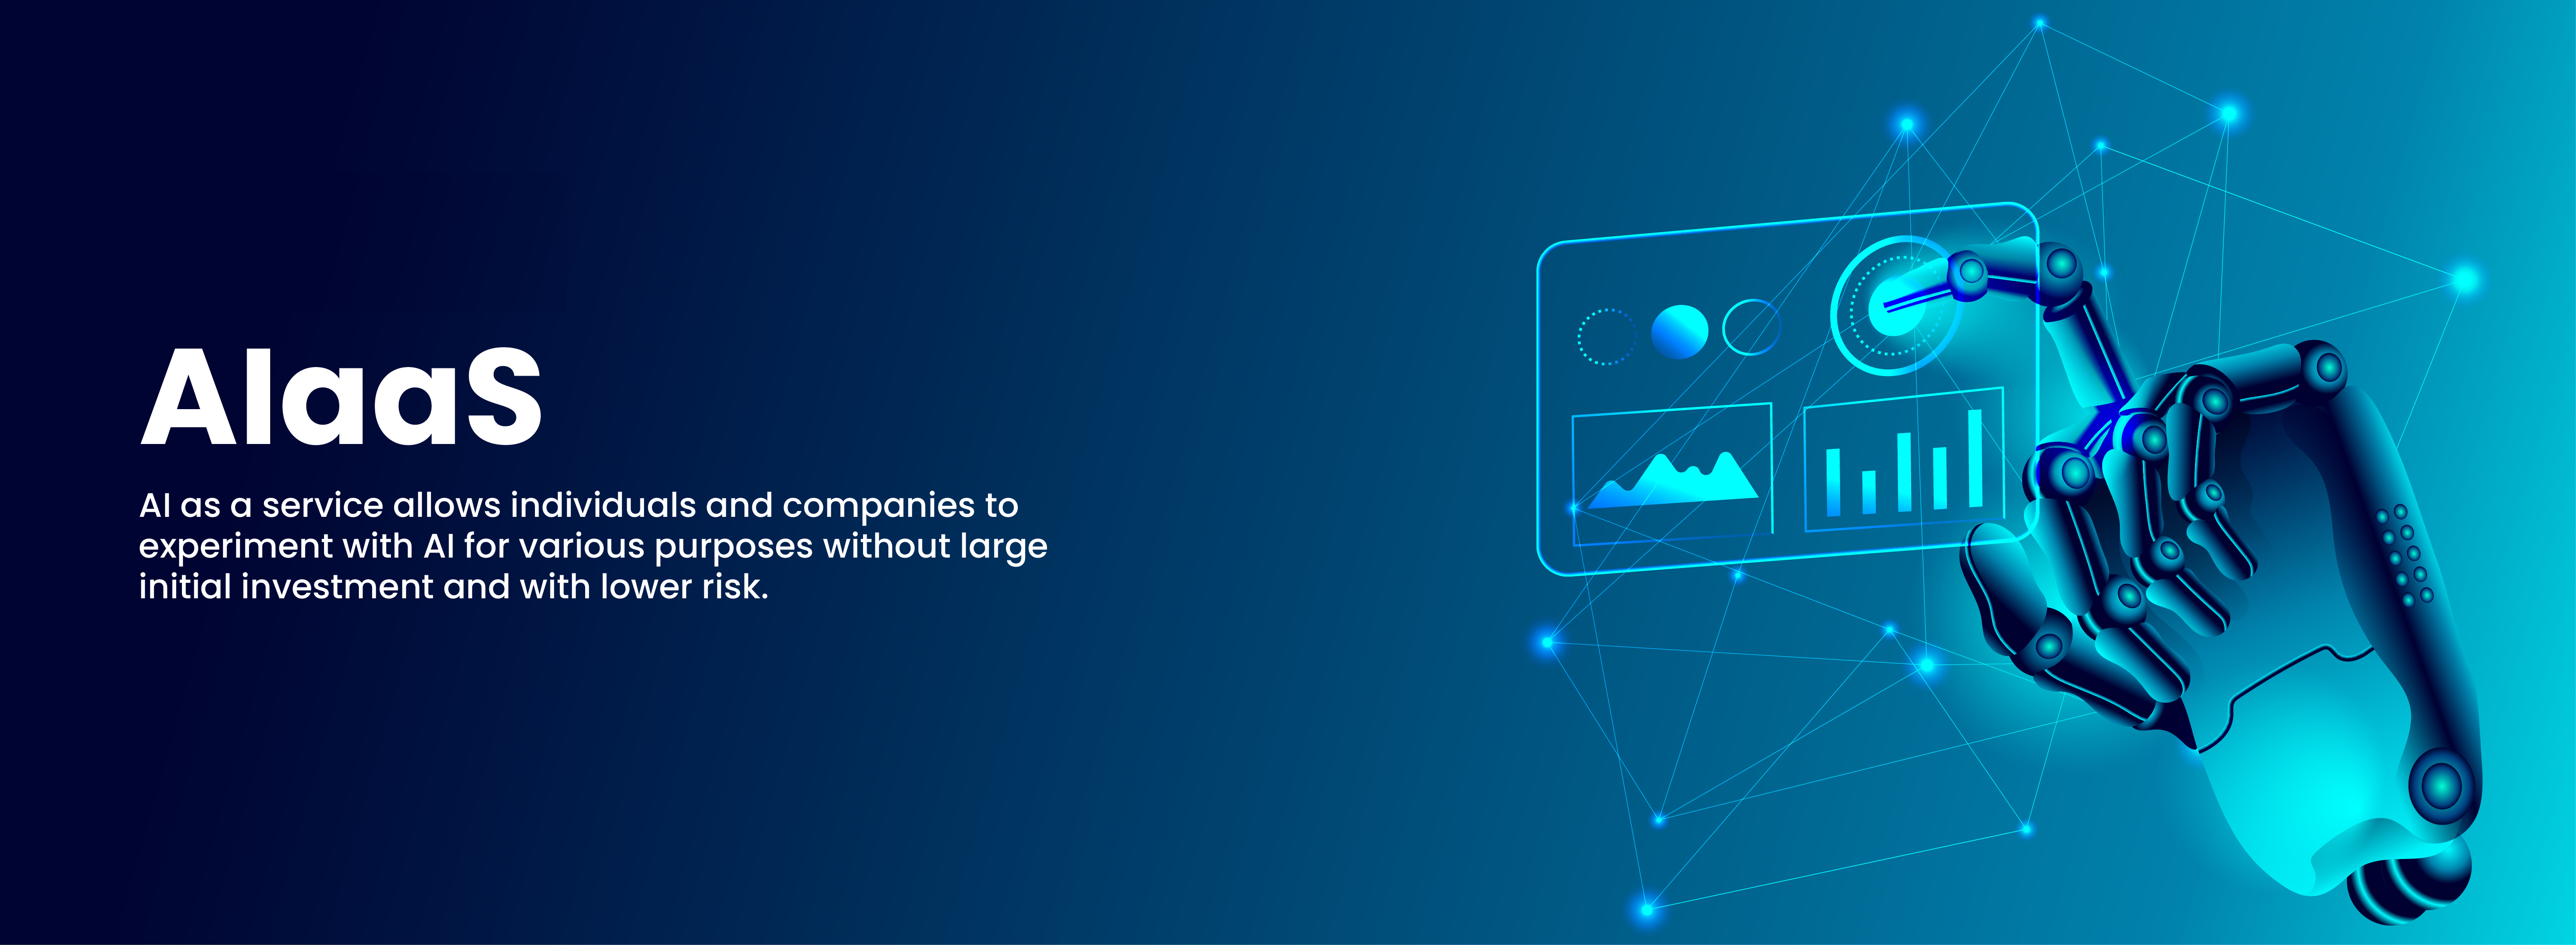 AIaaS
AI as a service allows individuals and companies to
experiment with AI for various purposes without large
initial investment and with lower risk.